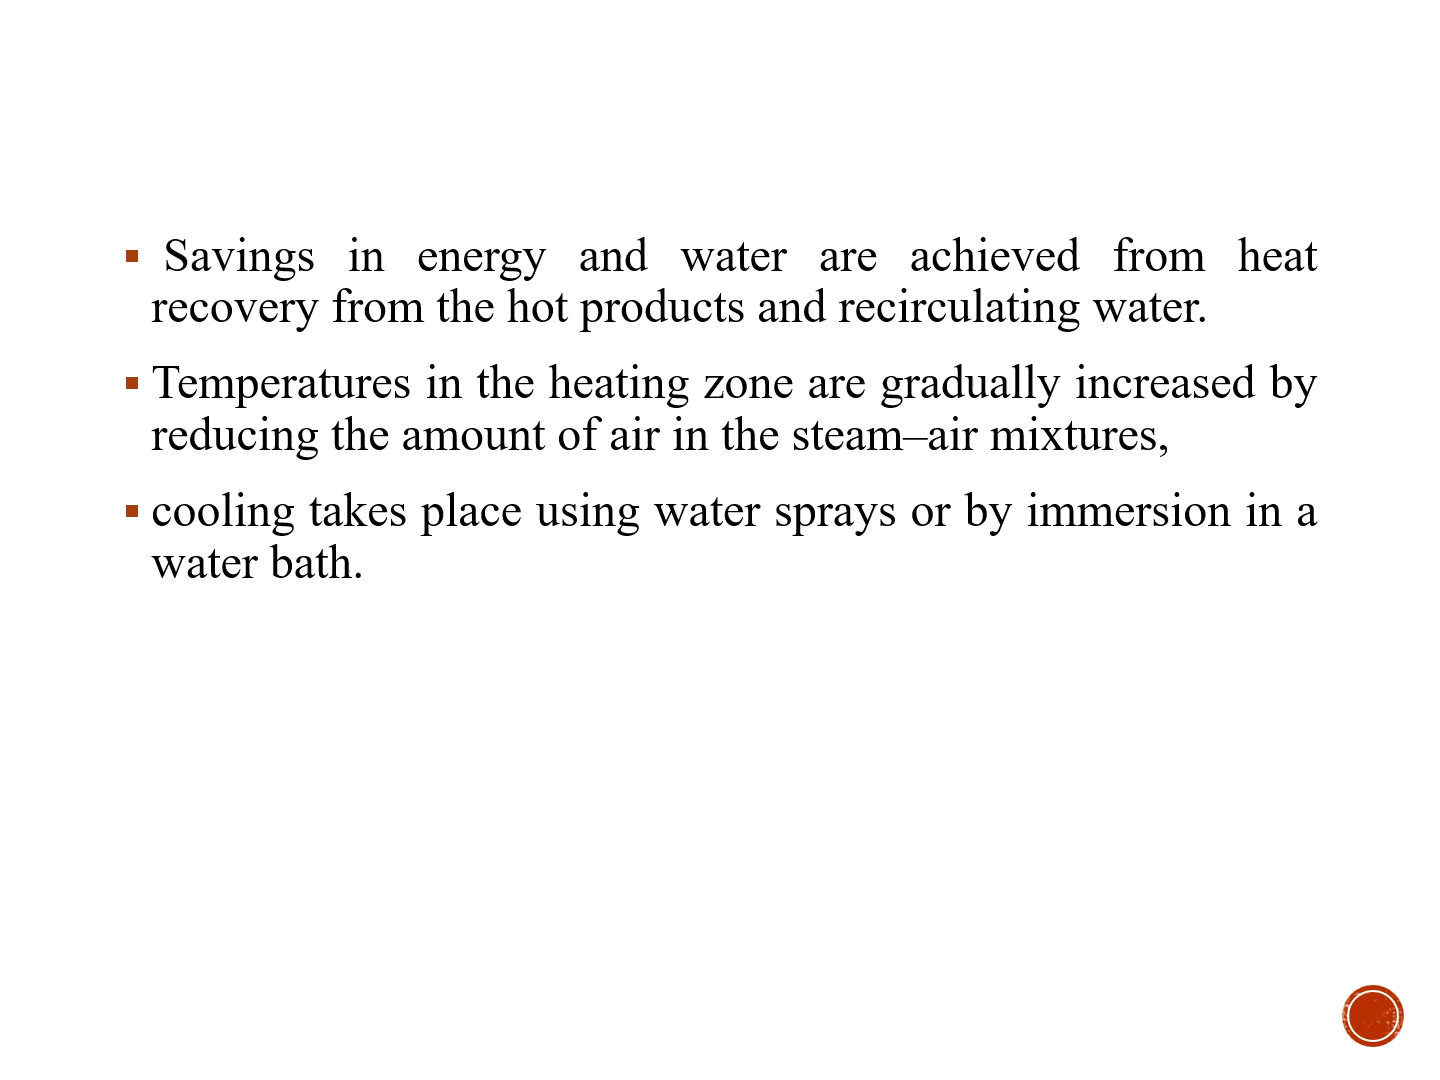 ▪ Savings in energy and water are achieved from heat
recovery from the hot products and recirculating water.
▪ Temperatures in the heating zone are gradually increased by
reducing the amount of air in the steam–air mixtures,
▪ cooling takes place using water sprays or by immersion in a
water bath.